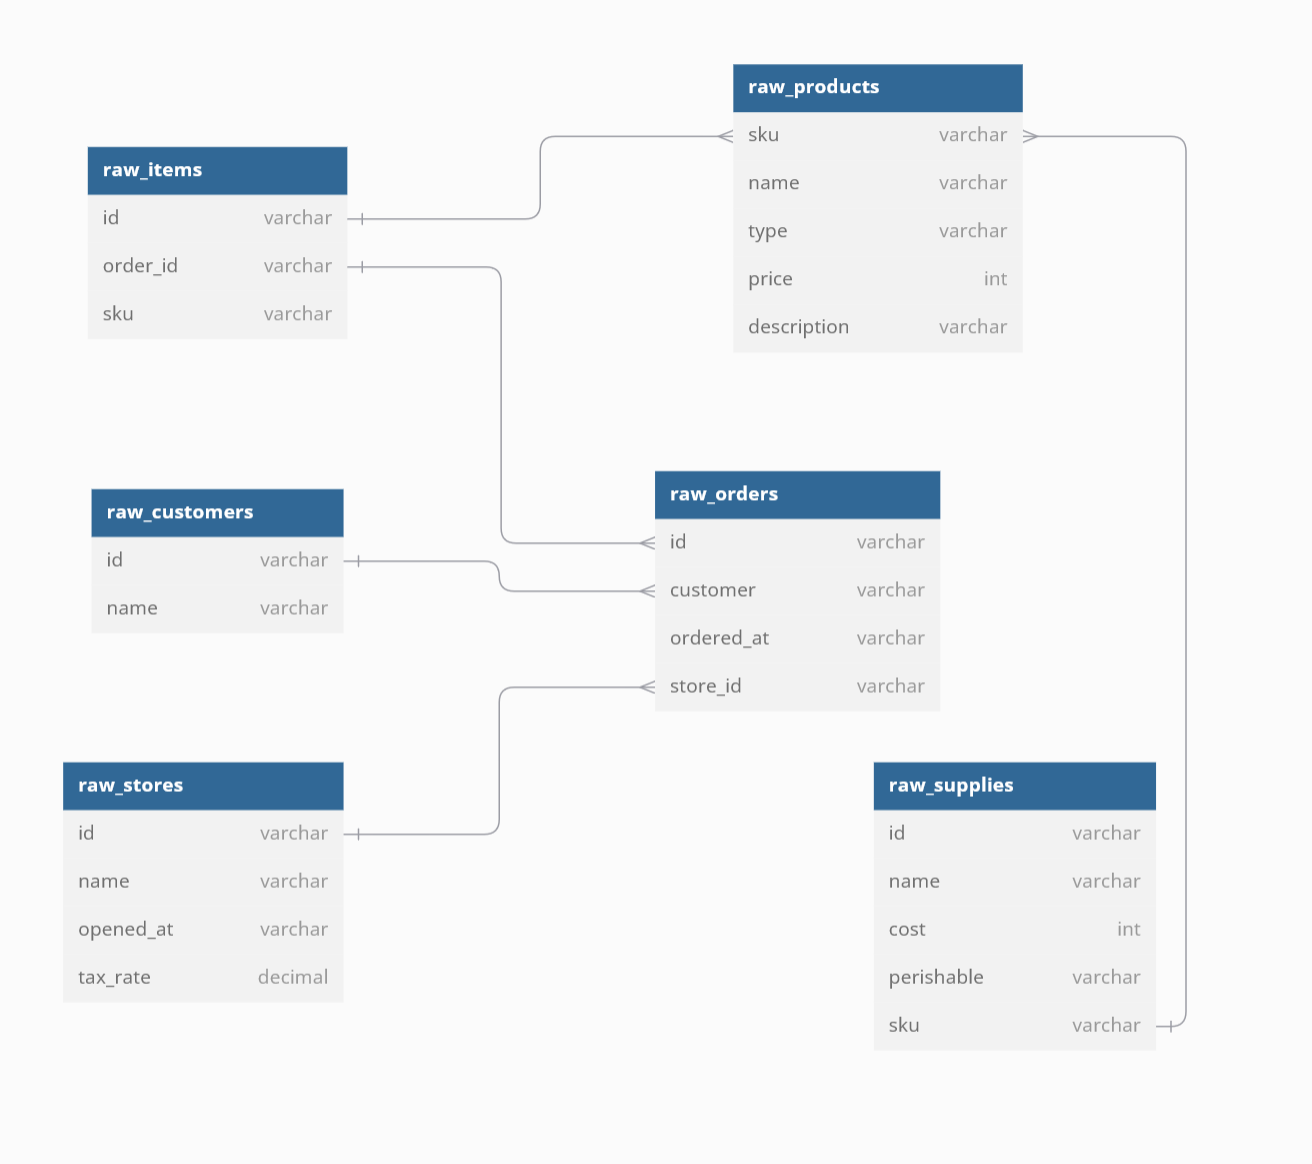 raw_products
sku varchar
name varchar
type varchar
price int
description varchar
raw_items
id varchar
order_id varchar
sku varchar
raw_orders
id varchar
customer varchar
ordered_at varchar
store_id varchar
raw_customers
id varchar
name varchar
raw_stores
id varchar
name varchar
opened_at varchar
tax_rate decimal
raw_supplies
id varchar
name varchar
cost int
perishable varchar
sku varchar